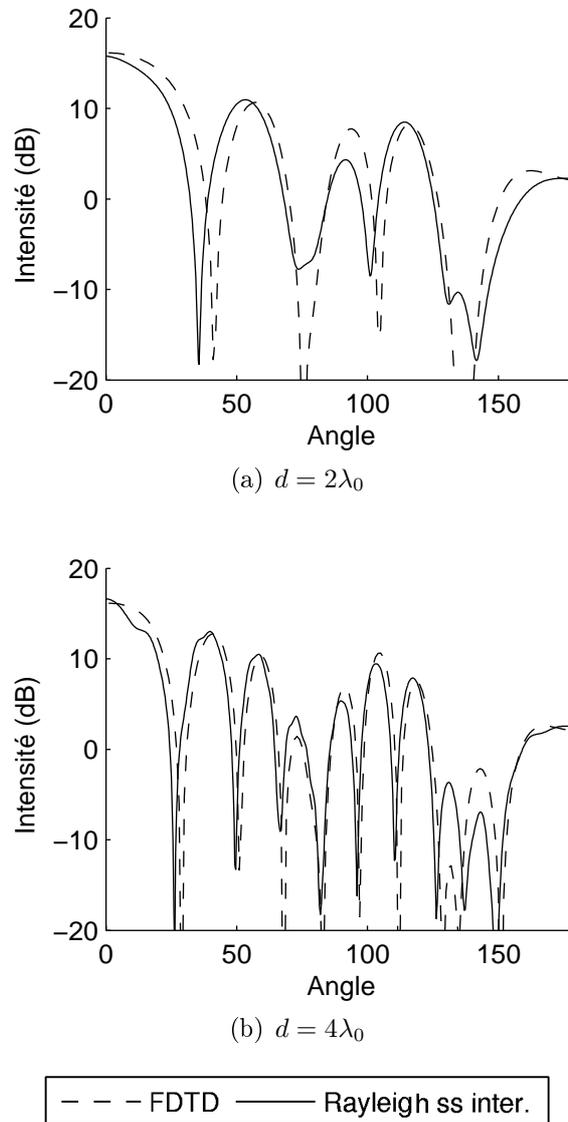 20
10
0
−10
−20
Intensité (dB)
0 50 100 150
Angle
(a) d = 2λ₀
20
10
0
−10
−20
Intensité (dB)
0 50 100 150
Angle
(b) d = 4λ₀
FDTD Rayleigh ss inter.